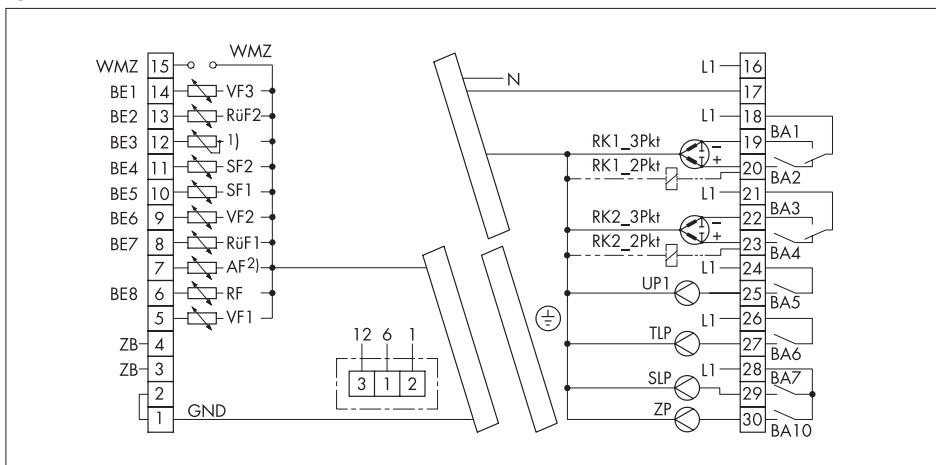 WMZ
WMZ 15
BE1 14 VF3
BE2 13 RüF2
BE3 12 1)
BE4 11 SF2
BE5 10 SF1
BE6 9 VF2
BE7 8 RüF1
7 AF2)
BE8 6 RF
5 VF1
ZB 4
ZB 3
2
1 GND
12 6 1
3 1 2
N
L1 16
17
L1 18
BA1
RK1_3Pkt - + 19
RK1_2Pkt 20
BA2
L1 21
BA3
RK2_3Pkt - + 22
RK2_2Pkt 23
BA4
L1 24
UP1 25
BA5
L1 26
TLP 27
BA6
L1 28
BA7
SLP 29
ZP 30
BA10